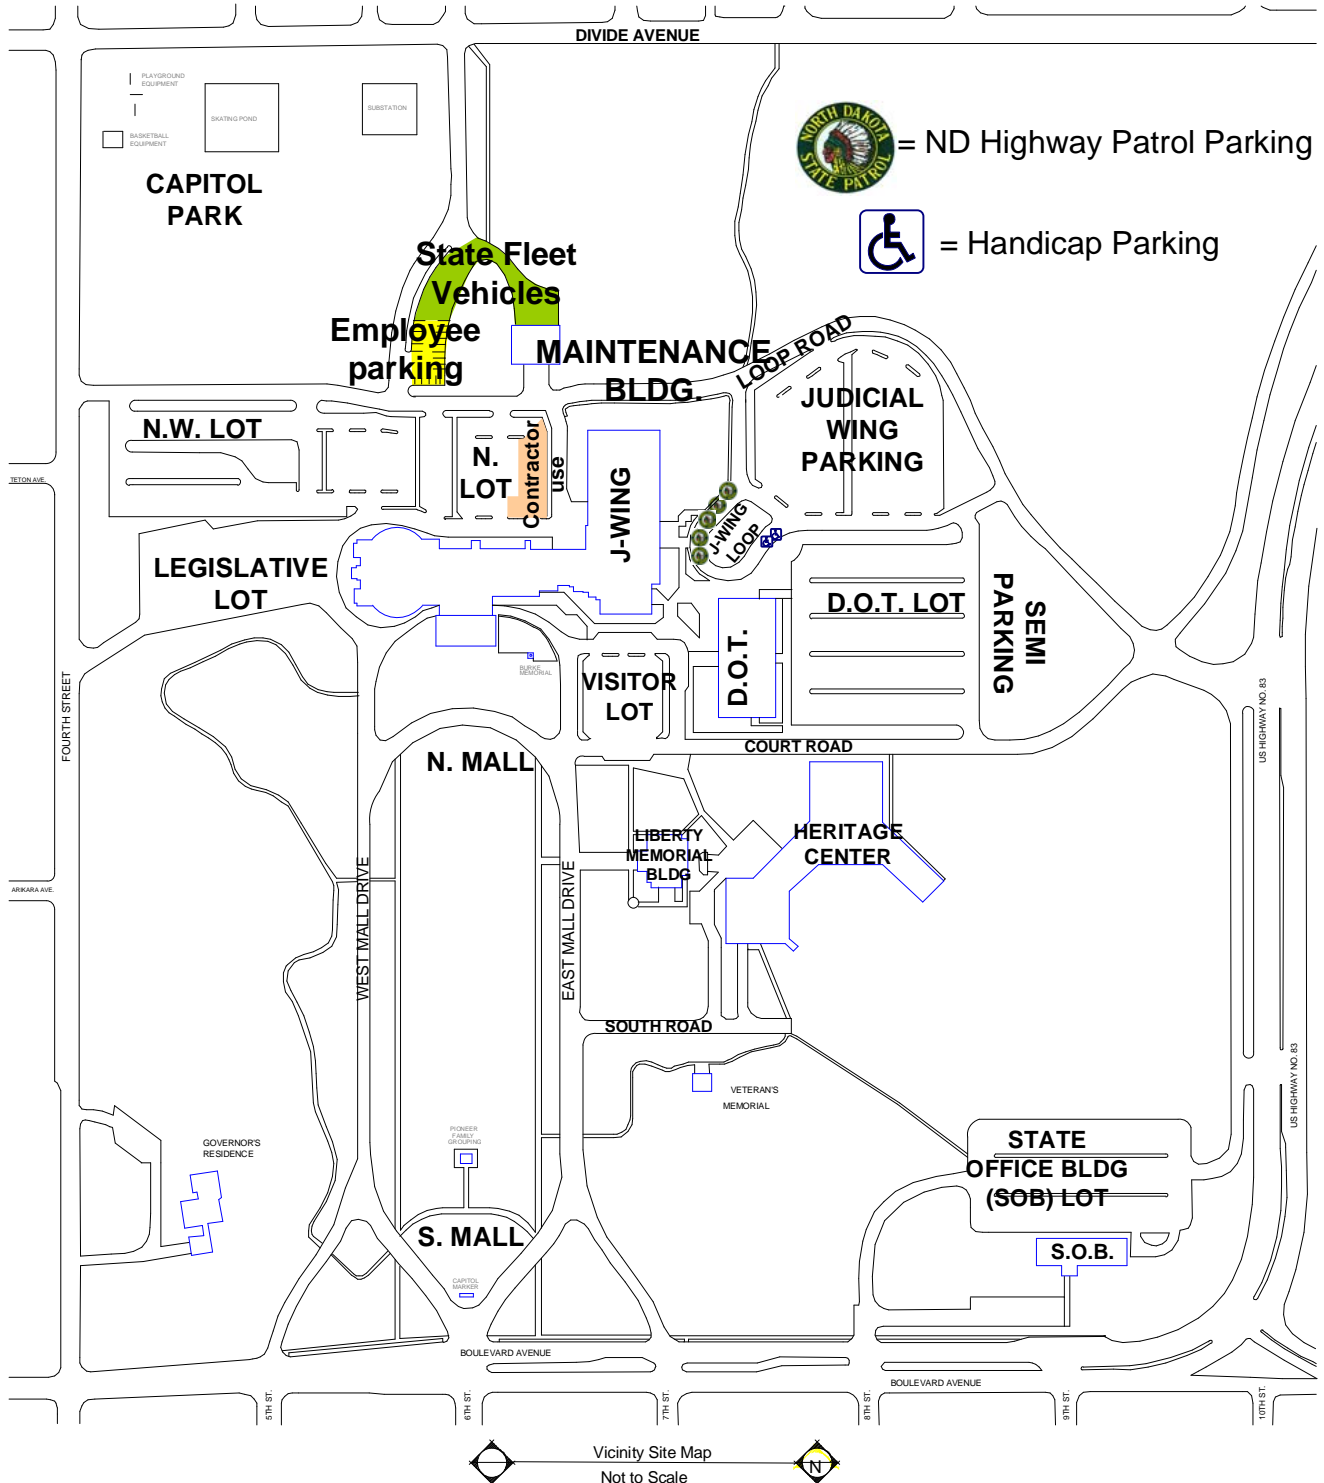 DIVIDE AVENUE
PLAYGROUND
EQUIPMENT
SKATING POND
SUBSTATION
BASKETBALL
EQUIPMENT
CAPITOL
PARK
NORTH DAKOTA
STATE PATROL
= ND Highway Patrol Parking
= Handicap Parking
State Fleet
Vehicles
Employee
parking
MAINTENANCE
BLDG.
LOOP ROAD
JUDICIAL
WING
PARKING
N.W. LOT
N.
LOT
Contractor
use
J-WING
J-WING
LOOP
TETON AVE.
LEGISLATIVE
LOT
D.O.T. LOT
SEMI
PARKING
D.O.T.
BURKE
MEMORIAL
VISITOR
LOT
FOURTH STREET
US HIGHWAY NO. 83
COURT ROAD
N. MALL
LIBERTY
MEMORIAL
BLDG
HERITAGE
CENTER
ARIKARA AVE.
WEST MALL DRIVE
EAST MALL DRIVE
SOUTH ROAD
US HIGHWAY NO. 83
VETERAN'S
MEMORIAL
GOVERNOR'S
RESIDENCE
PIONEER
FAMILY
GROUPING
STATE
OFFICE BLDG
(SOB) LOT
S. MALL
S.O.B.
CAPITOL
MARKER
BOULEVARD AVENUE
BOULEVARD AVENUE
5TH ST.
6TH ST.
7TH ST.
8TH ST.
9TH ST.
10TH ST.
Vicinity Site Map
Not to Scale
N